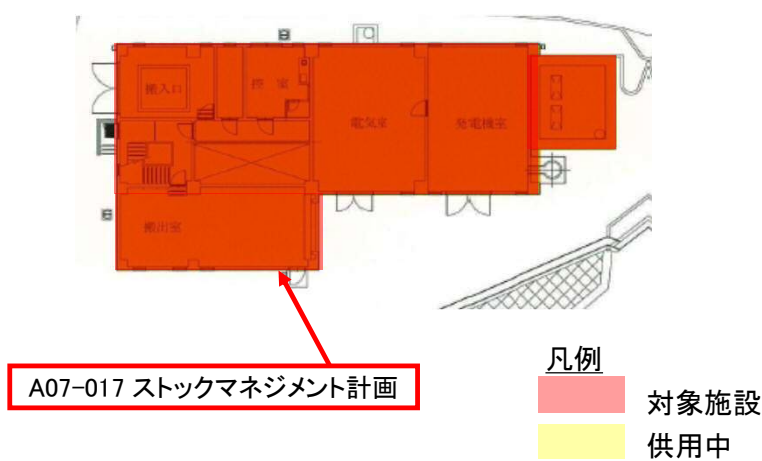 搬入口
控 室
電気室
発電機室
搬出室
A07-017 ストックマネジメント計画
凡例
対象施設
供用中